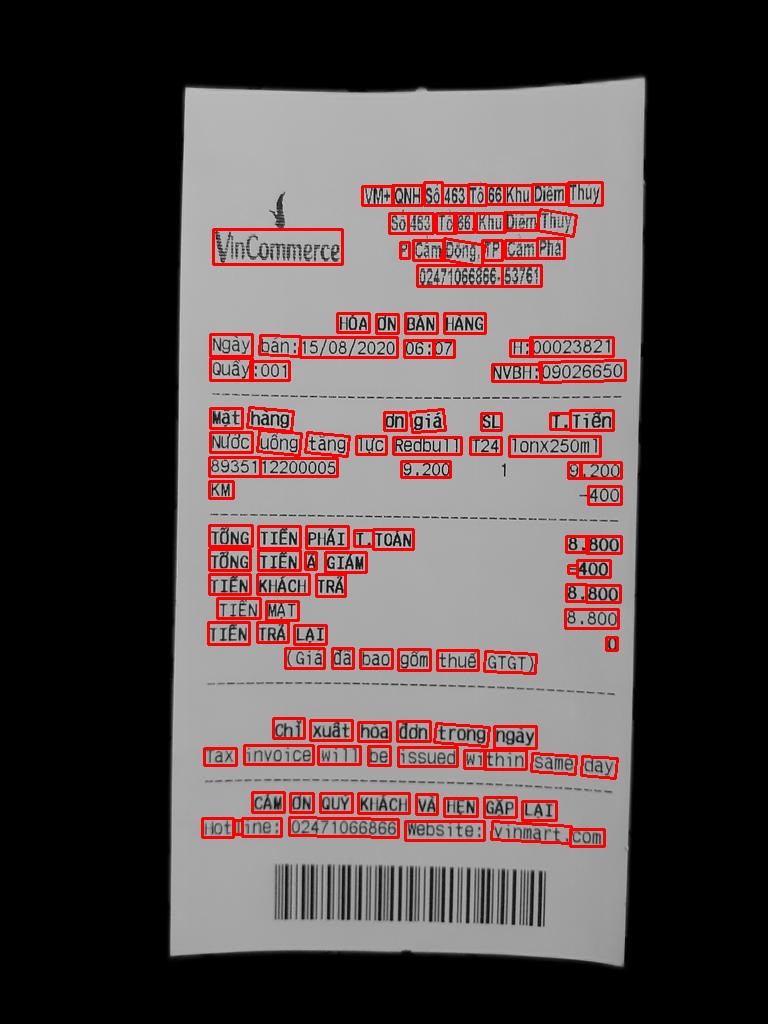 VinCommerce
VM+ QNH Số 463 Tổ 66 Khu Diêm Thuỷ
Số 463 Tổ 66, Khu Diêm Thuỷ
P. Cẩm Đông, TP. Cẩm Phả
02471066866-53761
HÓA ĐƠN BÁN HÀNG
Ngày bán:15/08/2020 06:07 HĐ:00023821
Quầy:001 NVBH:09026650
Mặt hàng Đơn giá SL T.Tiền
Nước uống tăng lực Redbull T24 lonx250ml
8935112200005 9.200 1 9.200
KM -400
TỔNG TIỀN PHẢI T.TOÁN 8.800
TỔNG TIỀN ĐÃ GIẢM -400
TIỀN KHÁCH TRẢ 8.800
TIỀN MẶT 8.800
TIỀN TRẢ LẠI 0
(Giá đã bao gồm thuế GTGT)
Chỉ xuất hóa đơn trong ngày
Tax invoice will be issued within same day
CẢM ƠN QUÝ KHÁCH VÀ HẸN GẶP LẠI
Hotline: 02471066866 Website: vinmart.com